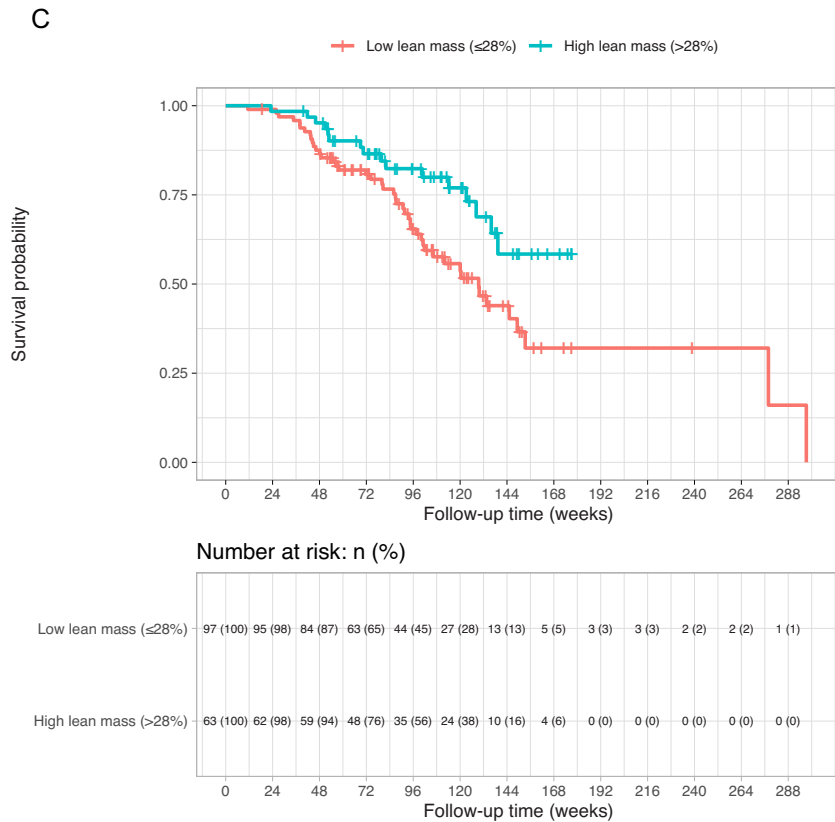 C
Low lean mass (≤28%) High lean mass (>28%)
Survival probability
1.00
0.75
0.50
0.25
0.00
0 24 48 72 96 120 144 168 192 216 240 264 288
Follow-up time (weeks)
Number at risk: n (%)
Low lean mass (≤28%) 97 (100) 95 (98) 84 (87) 63 (65) 44 (45) 27 (28) 13 (13) 5 (5) 3 (3) 3 (3) 2 (2) 2 (2) 1 (1)
High lean mass (>28%) 63 (100) 62 (98) 59 (94) 48 (76) 35 (56) 24 (38) 10 (16) 4 (6) 0 (0) 0 (0) 0 (0) 0 (0) 0 (0)
0 24 48 72 96 120 144 168 192 216 240 264 288
Follow-up time (weeks)